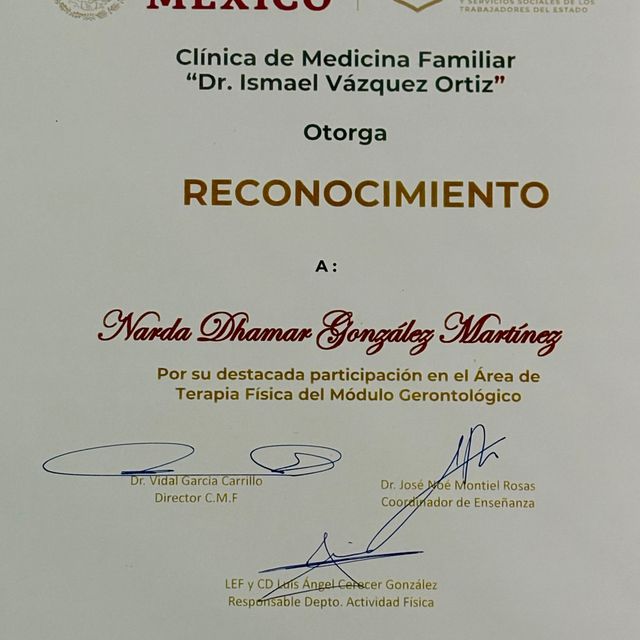 MÉXICO
Y SERVICIOS SOCIALES DE LOS
TRABAJADORES DEL ESTADO
Clínica de Medicina Familiar
“Dr. Ismael Vázquez Ortiz”
Otorga
RECONOCIMIENTO
A :
Narda Dhamar González Martínez
Por su destacada participación en el Área de
Terapia Física del Módulo Gerontológico
Dr. Vidal García Carrillo
Director C.M.F
Dr. José Noé Montiel Rosas
Coordinador de Enseñanza
LEF y CD Luis Ángel Cerecer González
Responsable Depto. Actividad Física